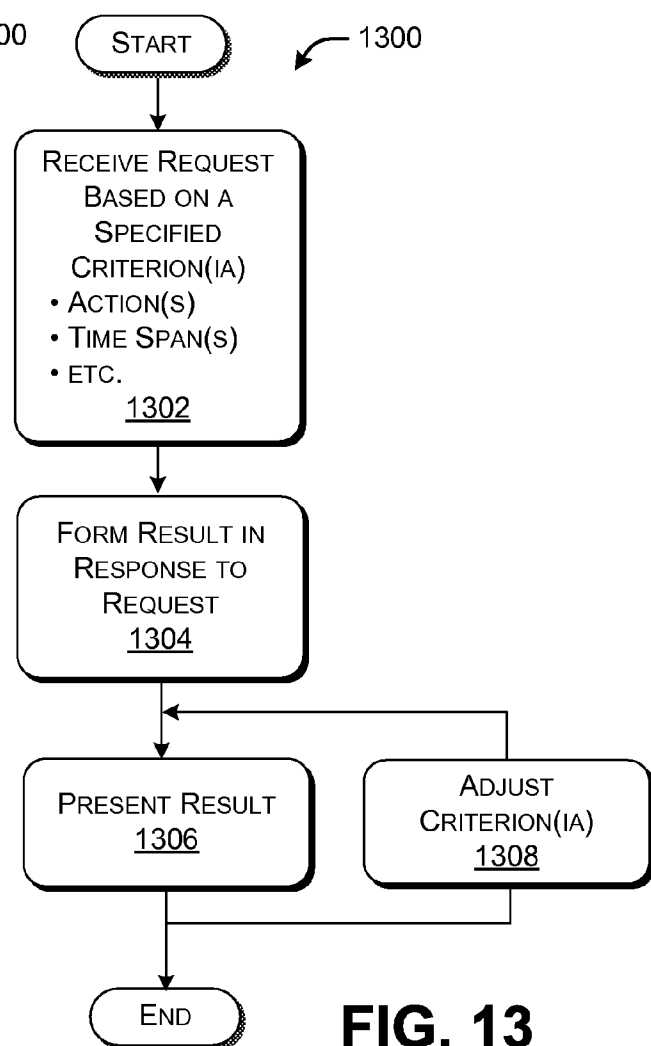 00
START
1300
RECEIVE REQUEST
BASED ON A
SPECIFIED
CRITERION(IA)
• ACTION(S)
• TIME SPAN(S)
• ETC.
1302
FORM RESULT IN
RESPONSE TO
REQUEST
1304
PRESENT RESULT
1306
ADJUST
CRITERION(IA)
1308
END
FIG. 13